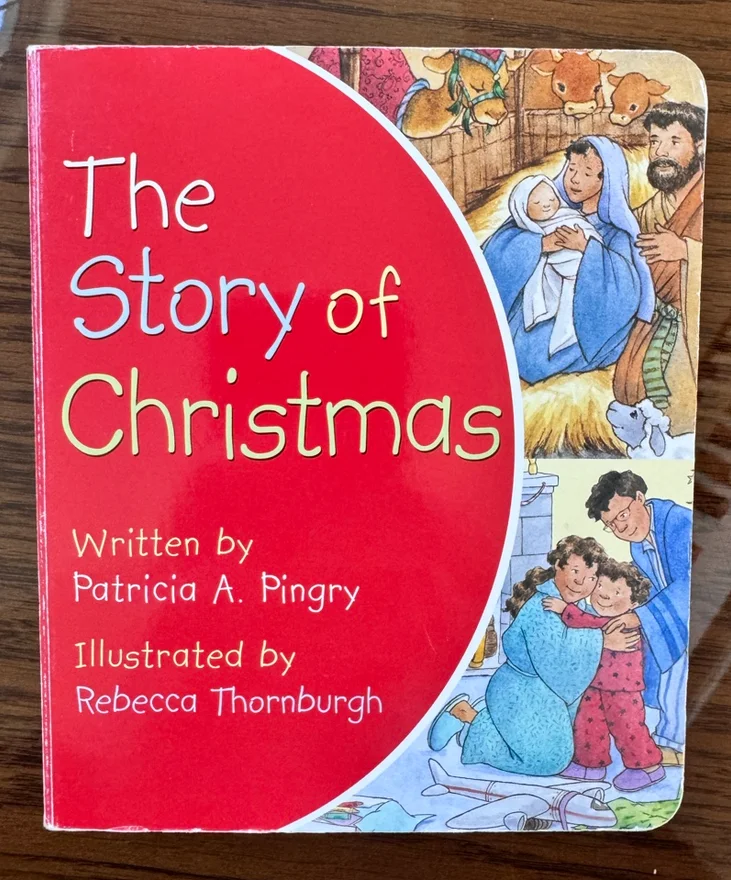 The
Story of
Christmas
Written by
Patricia A. Pingry
Illustrated by
Rebecca Thornburgh